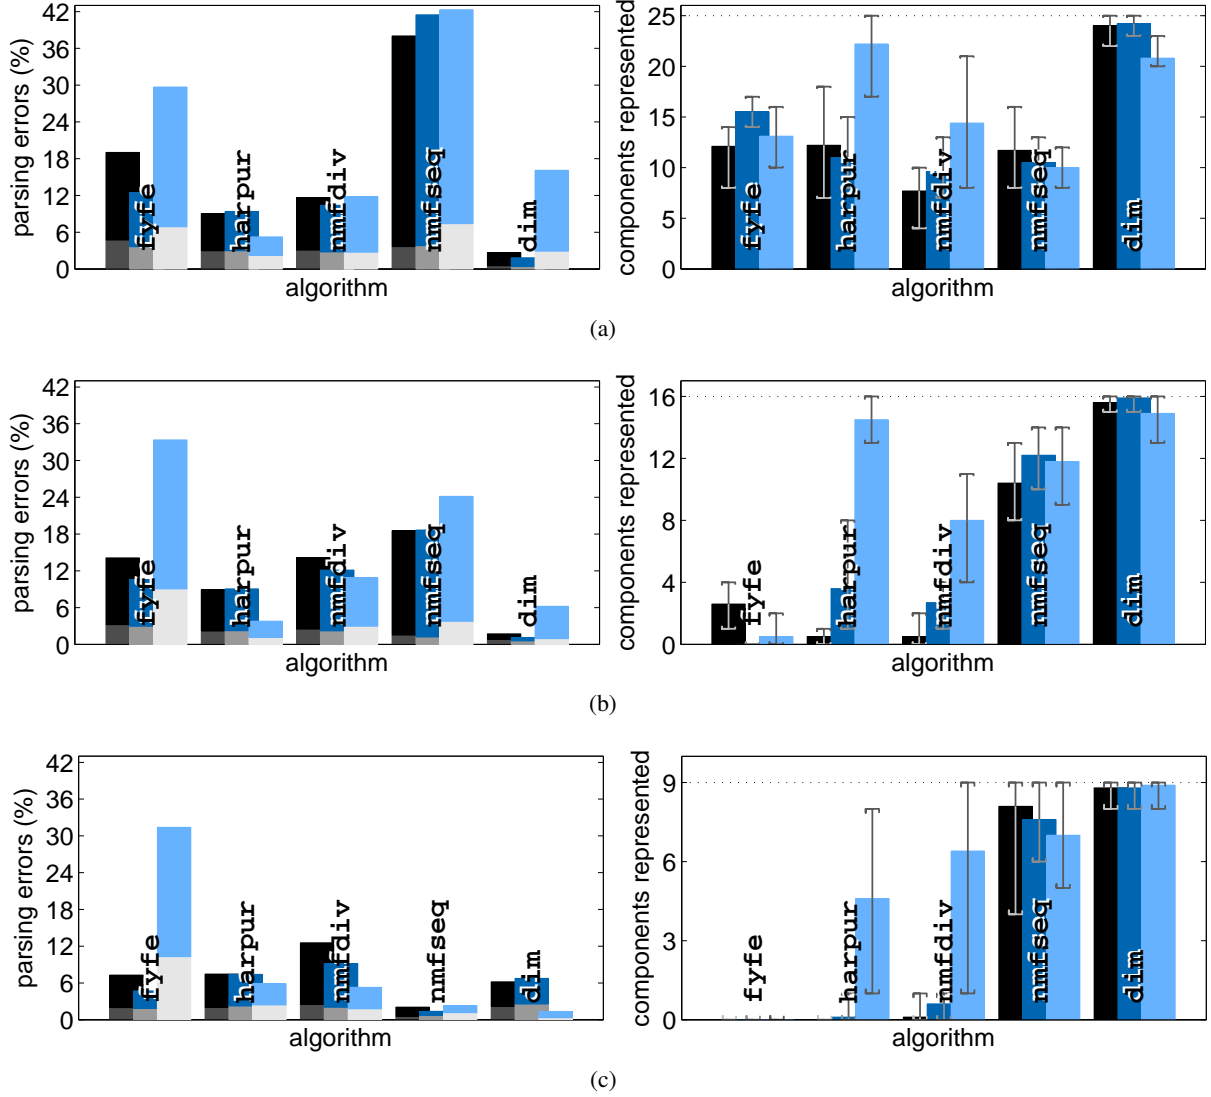 parsing errors (%)
42
36
30
24
18
12
6
0
fyfe
harpur
nmfdiv
nmfseq
dim
algorithm
components represented
25
20
15
10
5
0
fyfe
harpur
nmfdiv
nmfseq
dim
algorithm
(a)
parsing errors (%)
42
36
30
24
18
12
6
0
fyfe
harpur
nmfdiv
nmfseq
dim
algorithm
components represented
16
12
8
4
0
fyfe
harpur
nmfdiv
nmfseq
dim
algorithm
(b)
parsing errors (%)
42
36
30
24
18
12
6
0
fyfe
harpur
nmfdiv
nmfseq
dim
algorithm
components represented
9
6
3
0
fyfe
harpur
nmfdiv
nmfseq
dim
algorithm
(c)